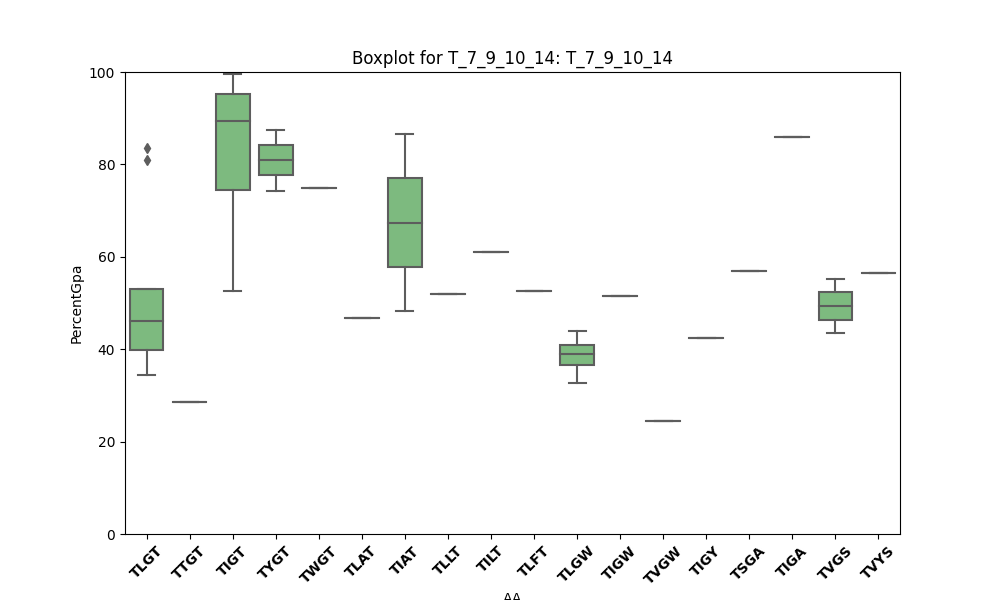 Boxplot for T_7_9_10_14: T_7_9_10_14
PercentGpa
100
80
60
40
20
0
TLGT
TTGT
TIGT
TYGT
TWGT
TLAT
TIAT
TLLT
TILT
TLFT
TLGW
TIGW
TVGW
TIGY
TSGA
TIGA
TVGS
TVYS
AA